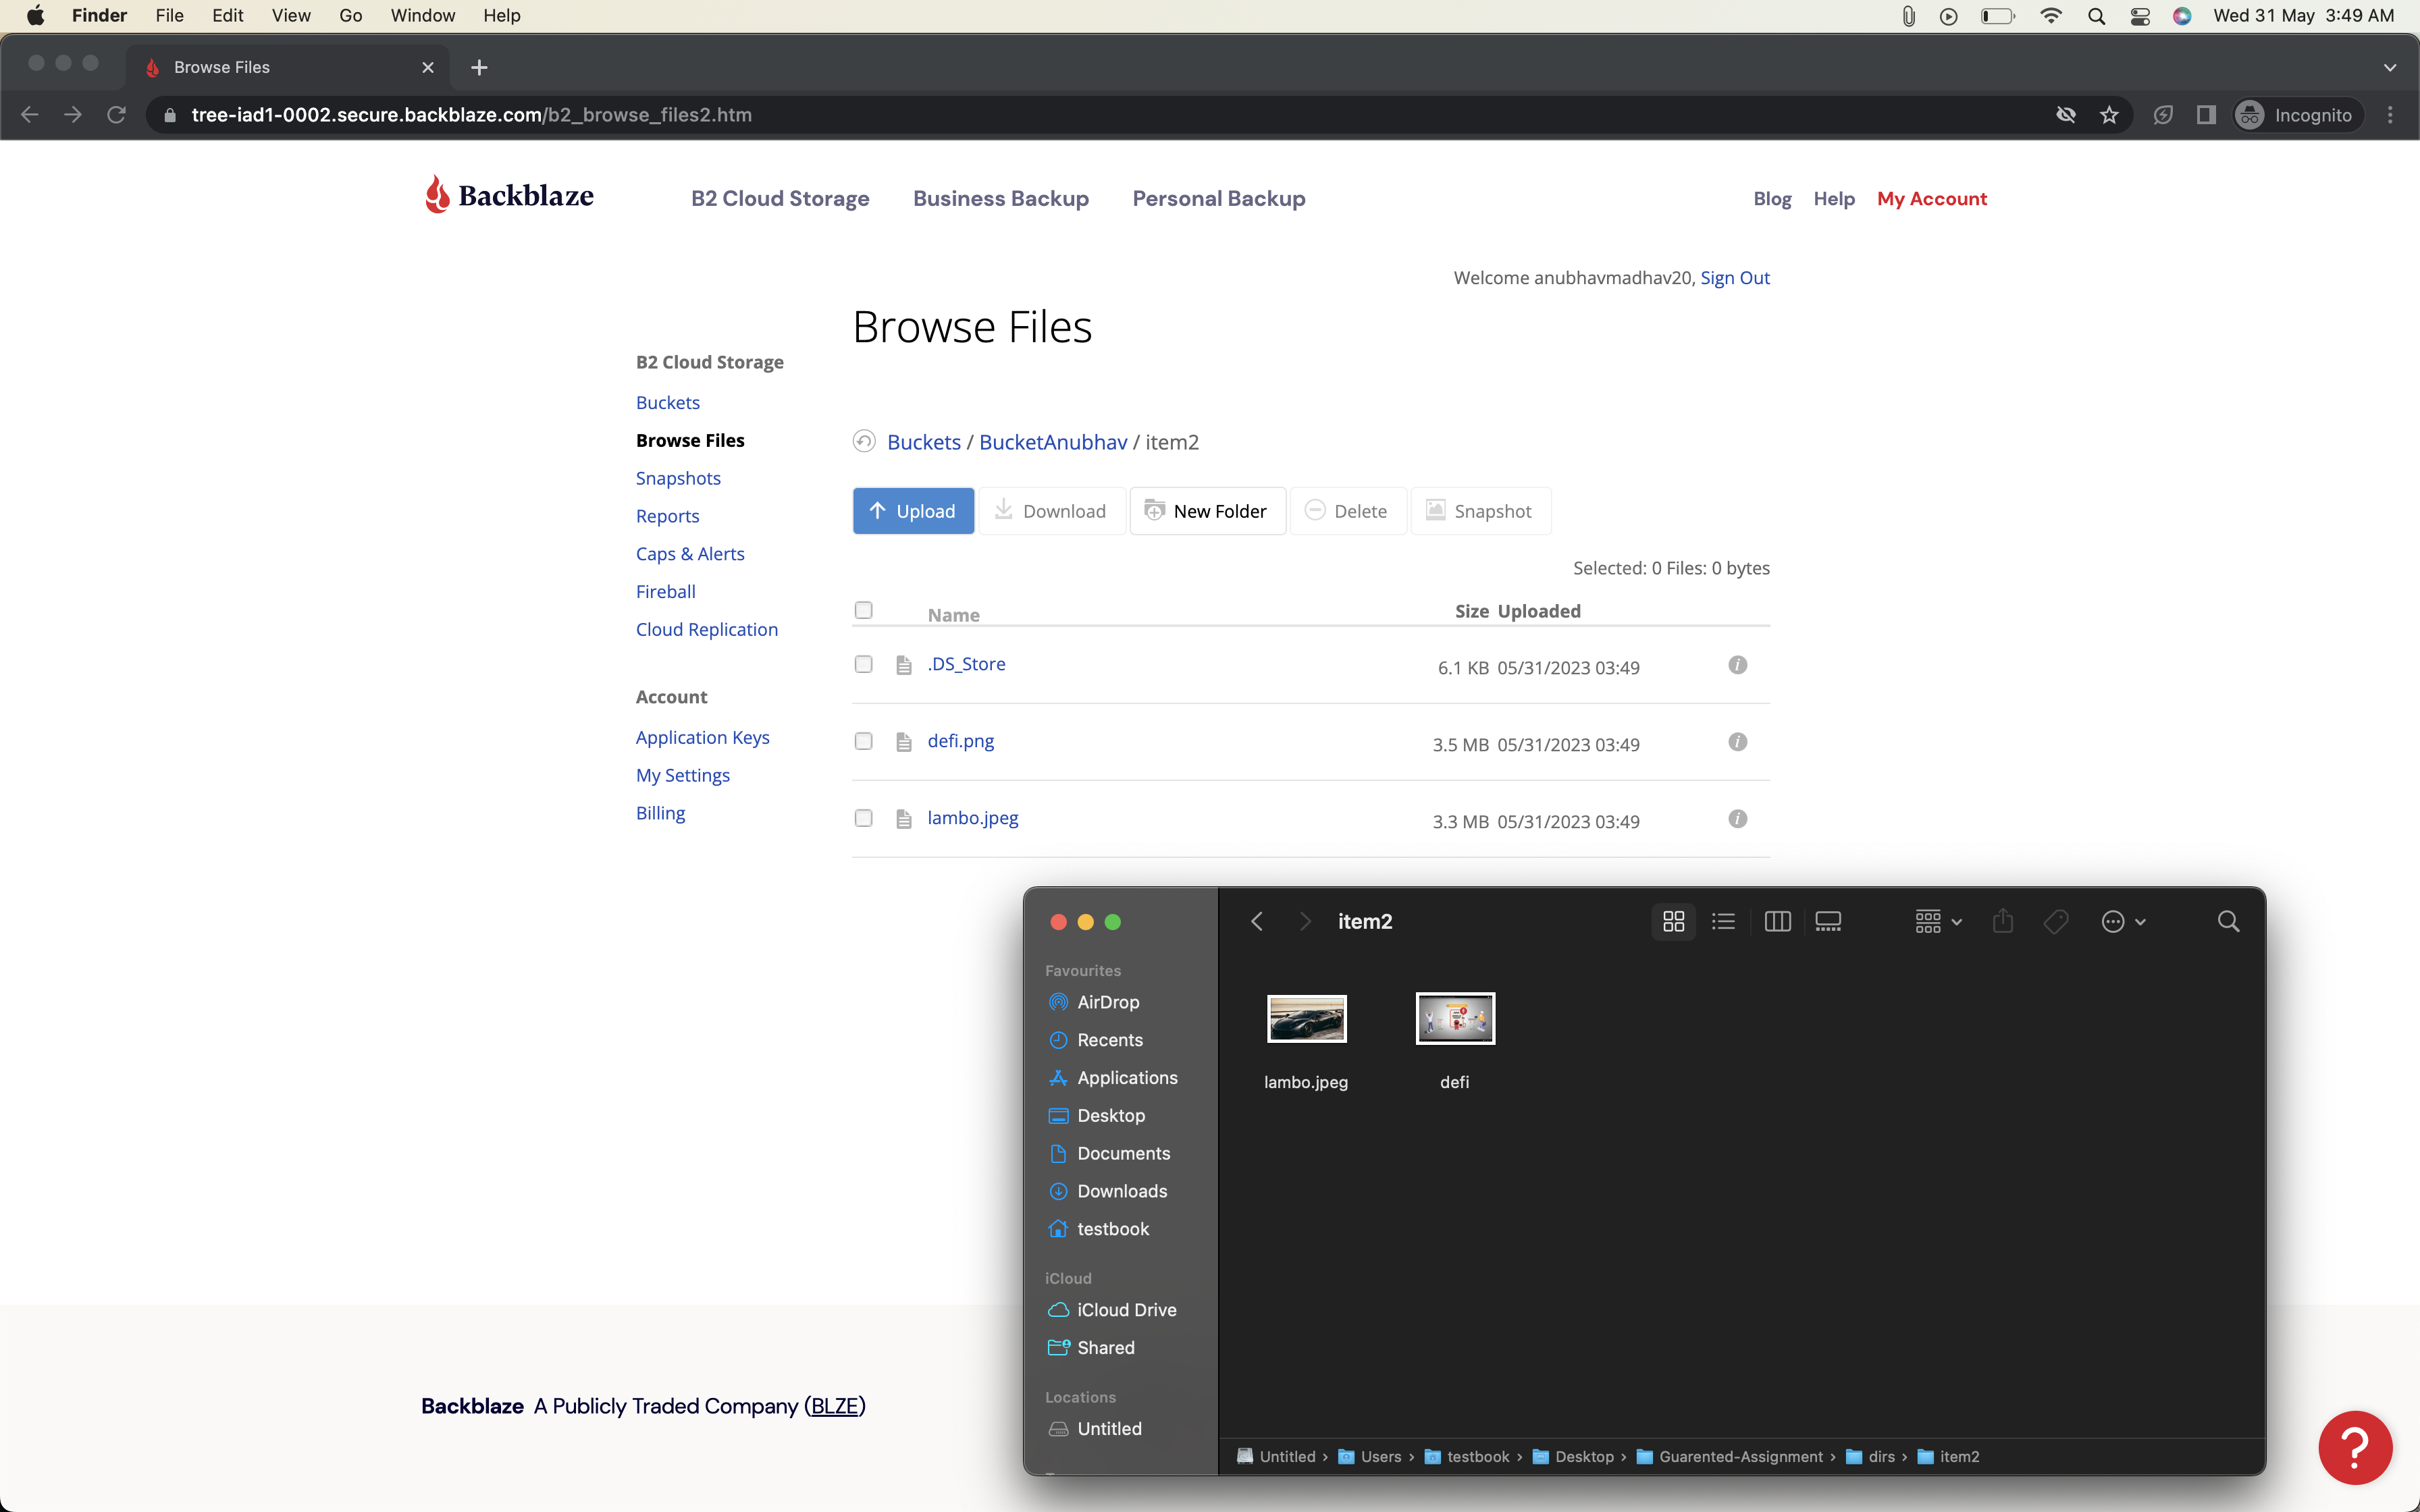 Finder File Edit View Go Window Help Wed 31 May 3:49 AM
Browse Files
tree-iad1-0002.secure.backblaze.com/b2_browse_files2.htm Incognito
Backblaze B2 Cloud Storage Business Backup Personal Backup Blog Help My Account
Welcome anubhavmadhav20, Sign Out
Browse Files
B2 Cloud Storage
Buckets
Browse Files
Snapshots
Reports
Caps & Alerts
Fireball
Cloud Replication
Account
Application Keys
My Settings
Billing
Buckets / BucketAnubhav / item2
Upload Download New Folder Delete Snapshot
Selected: 0 Files: 0 bytes
Name Size Uploaded
.DS_Store 6.1 KB 05/31/2023 03:49
defi.png 3.5 MB 05/31/2023 03:49
lambo.jpeg 3.3 MB 05/31/2023 03:49
item2
Favourites
AirDrop
Recents
Applications
Desktop
Documents
Downloads
testbook
iCloud
iCloud Drive
Shared
Locations
Untitled
lambo.jpeg defi
Untitled › Users › testbook › Desktop › Guarented-Assignment › dirs › item2
Backblaze A Publicly Traded Company (BLZE)
?